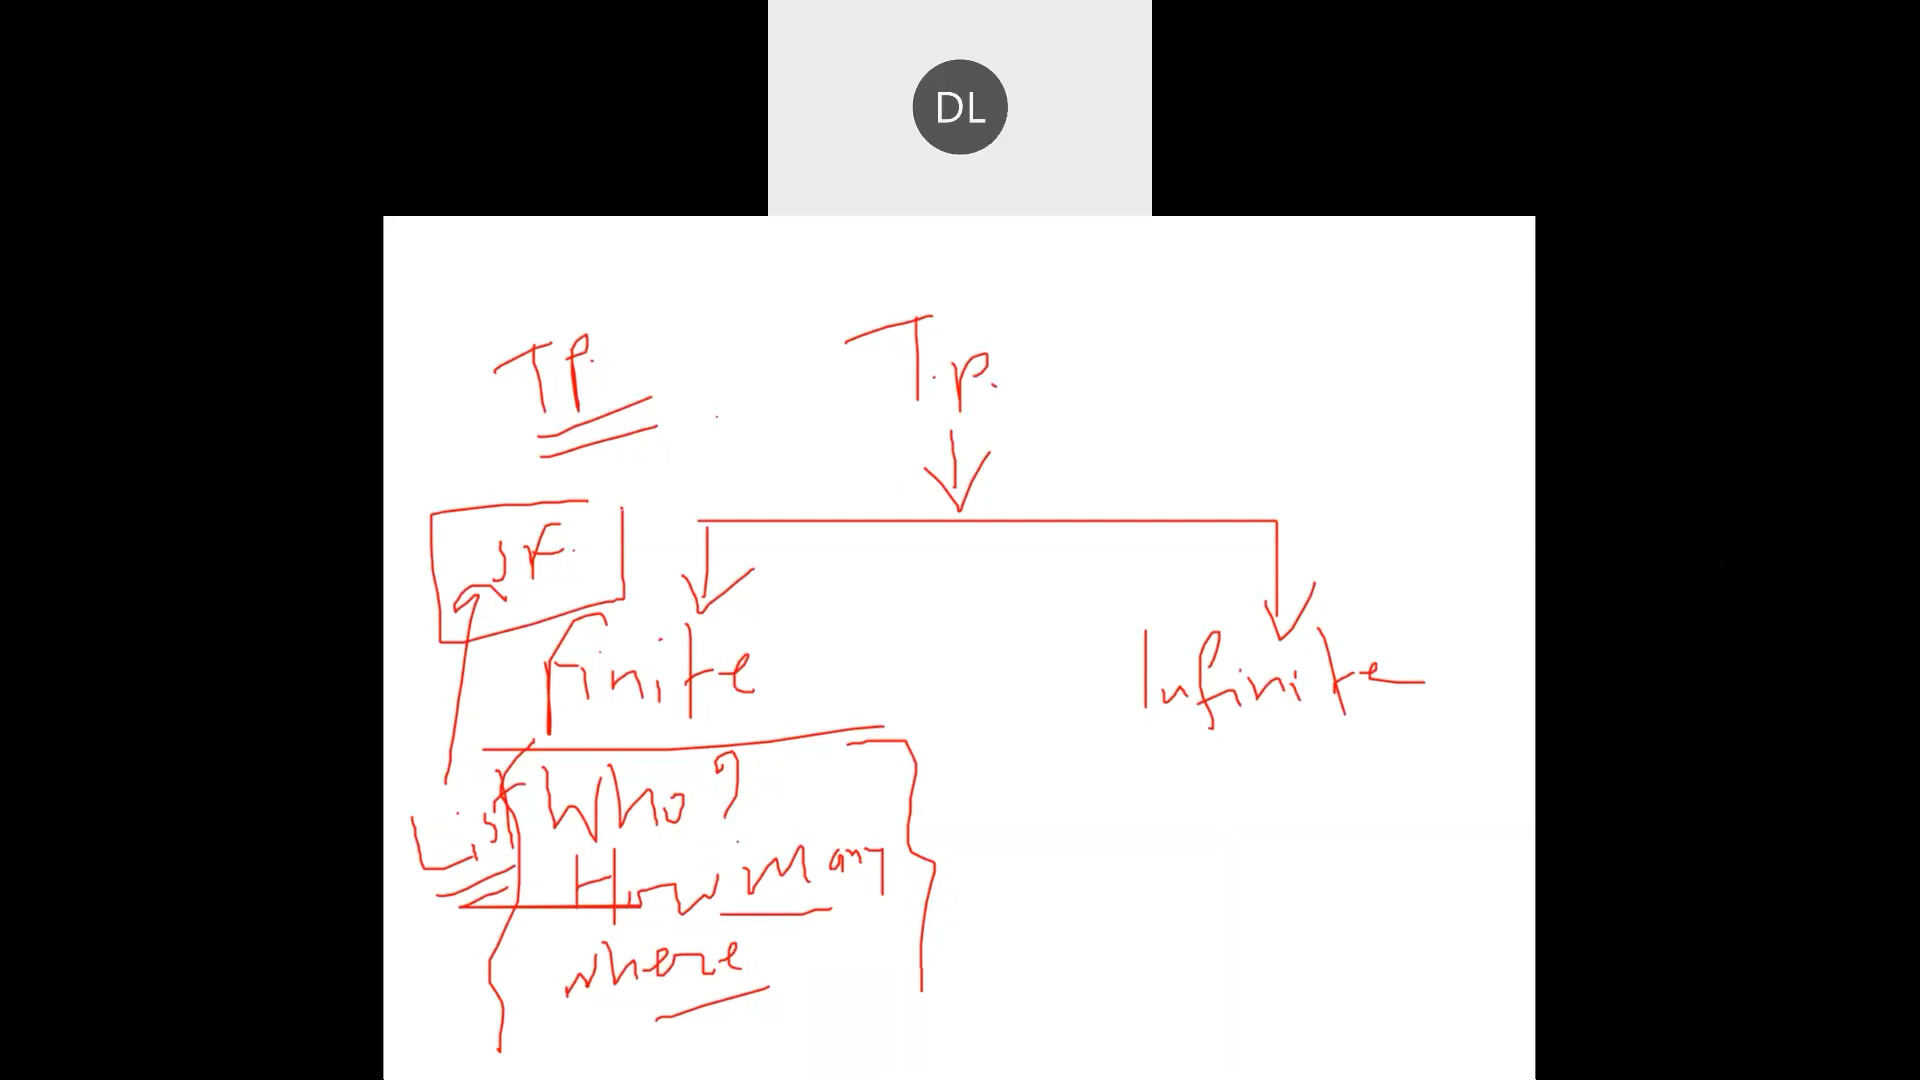 DL
T.P.
T.P.
S.F.
Finite
Infinite
List
Who?
How Many
where